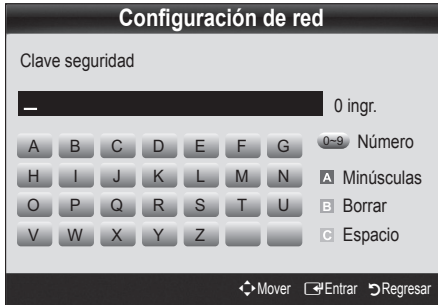 Configuración de red
Clave seguridad
_
0 ingr.
A B C D E F G 0~9 Número
H I J K L M N A Minúsculas
O P Q R S T U B Borrar
V W X Y Z C Espacio
Mover Entrar Regresar